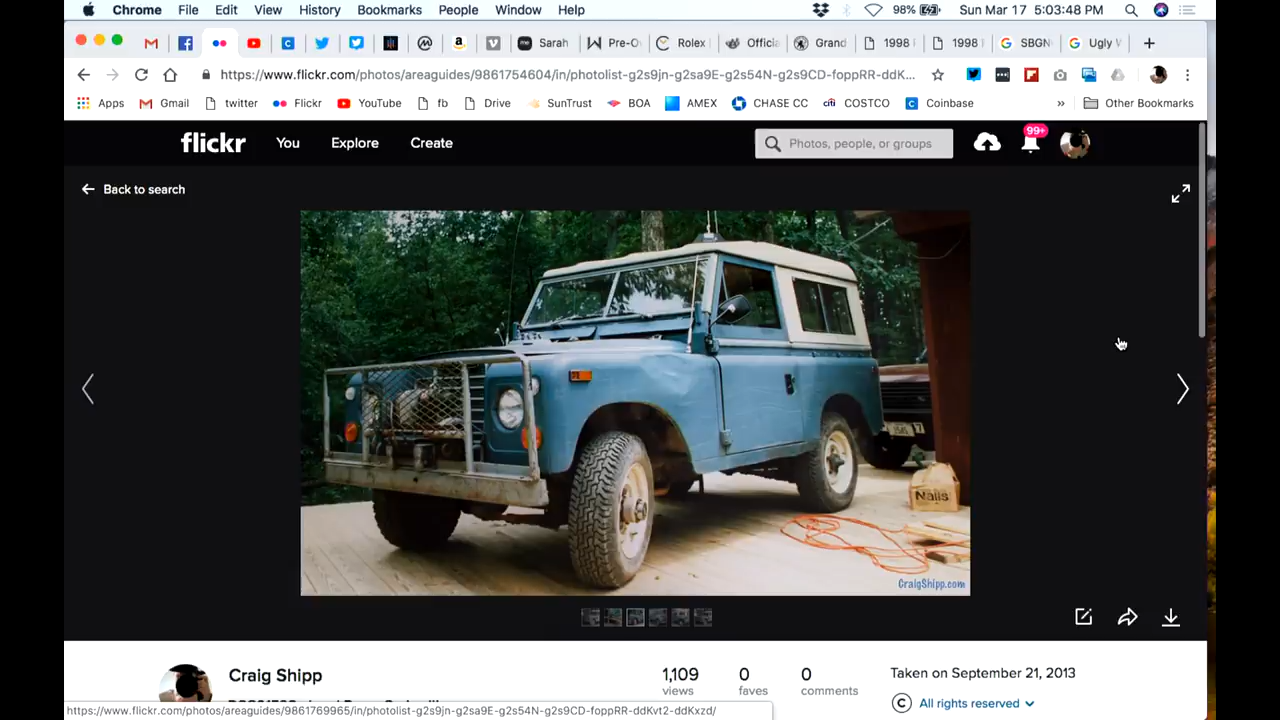 Chrome File Edit View History Bookmarks People Window Help 98% Sun Mar 17 5:03:48 PM
Sarah Pre-O Rolex Officia Grand 1998 1998 SBGN Ugly
https://www.flickr.com/photos/areaguides/9861754604/in/photolist-g2s9jn-g2sa9E-g2s54N-g2s9CD-foppRR-ddK...
Apps Gmail twitter Flickr YouTube fb Drive SunTrust BOA AMEX CHASE CC citi COSTCO Coinbase » Other Bookmarks
flickr You Explore Create Photos, people, or groups 99+
Back to search
Nails
CraigShipp.com
Craig Shipp
1,109 views
0 faves
0 comments
Taken on September 21, 2013
All rights reserved
https://www.flickr.com/photos/areaguides/9861769965/in/photolist-g2s9jn-g2sa9E-g2s54N-g2s9CD-foppRR-ddKvt2-ddKxzd/